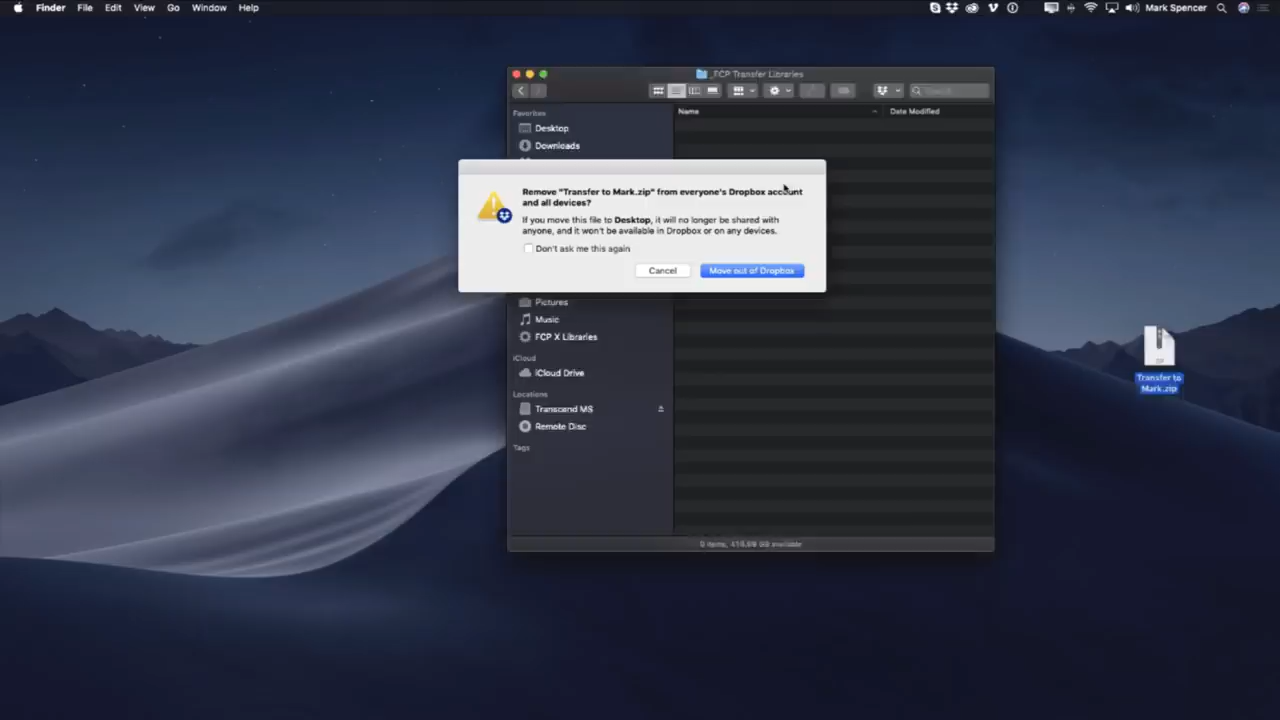 Finder File Edit View Go Window Help Mark Spencer
_FCP Transfer Libraries
Search
Name Date Modified
Favorites
Desktop
Downloads
Remove "Transfer to Mark.zip" from everyone's Dropbox account
and all devices?
If you move this file to Desktop, it will no longer be shared with
anyone, and it won't be available in Dropbox or on any devices.
Don't ask me this again
Cancel Move out of Dropbox
Pictures
Music
FCP X Libraries
iCloud
iCloud Drive
Locations
Transcend MS
Remote Disc
Tags
ZIP
Transfer to
Mark.zip